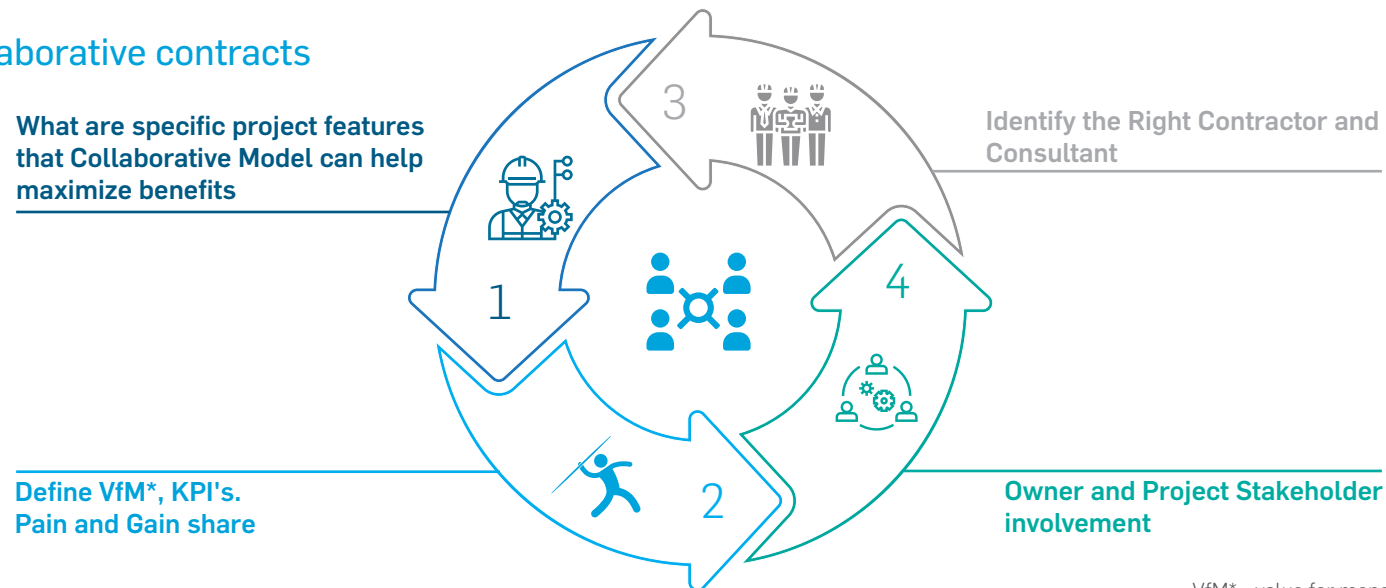 aborative contracts
What are specific project features
that Collaborative Model can help
maximize benefits
1
3
Identify the Right Contractor and
Consultant
Define VfM*, KPI's.
Pain and Gain share
2
4
Owner and Project Stakeholder
involvement